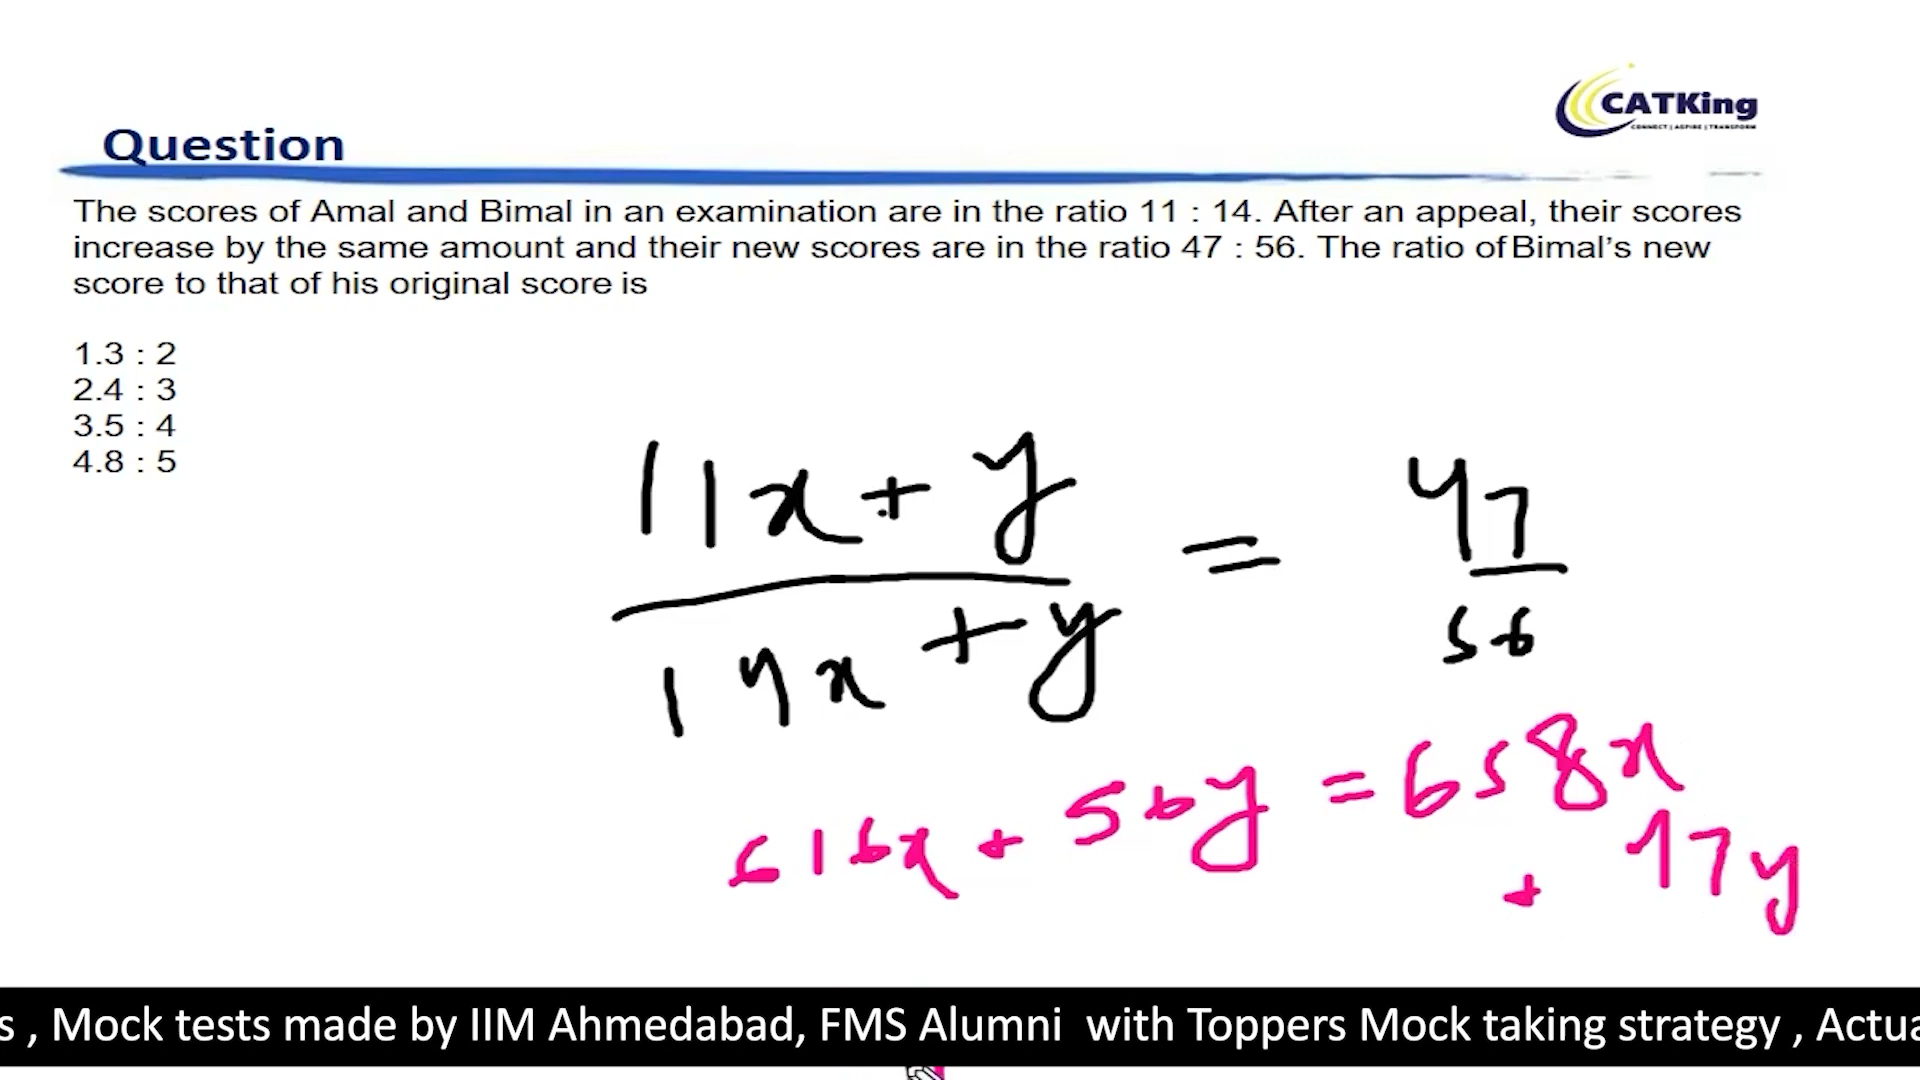 CATKing
CONNECT | ASPIRE | TRANSFORM
Question
The scores of Amal and Bimal in an examination are in the ratio 11 : 14. After an appeal, their scores
increase by the same amount and their new scores are in the ratio 47 : 56. The ratio of Bimal's new
score to that of his original score is
1.3 : 2
2.4 : 3
3.5 : 4
4.8 : 5
11x + y = 47
14x + y 56
616x + 56y = 658x
+ 47y
s , Mock tests made by IIM Ahmedabad, FMS Alumni with Toppers Mock taking strategy , Actua